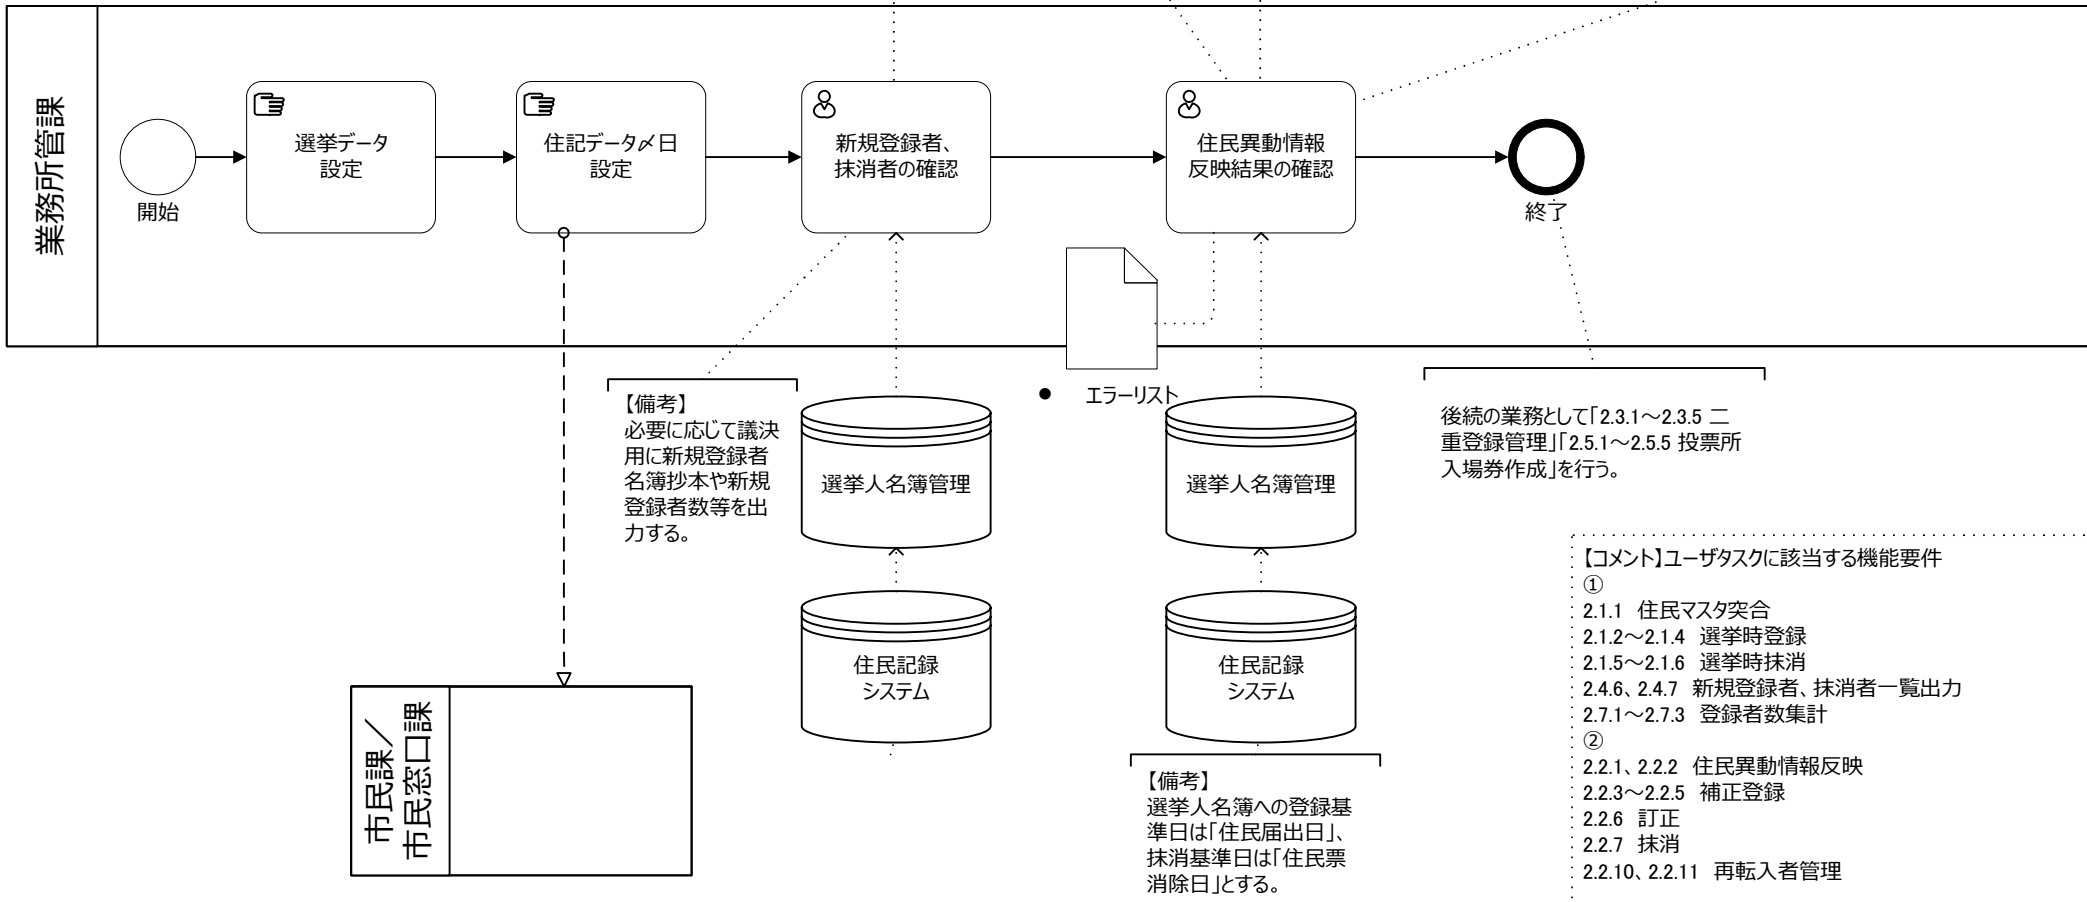 業務所管課
開始
選挙データ
設定
住記データ〆日
設定
新規登録者、
抹消者の確認
住民異動情報
反映結果の確認
終了
【備考】
必要に応じて議決
用に新規登録者
名簿抄本や新規
登録者数等を出
力する。
● エラーリスト
選挙人名簿管理
選挙人名簿管理
後続の業務として「2.3.1～2.3.5 二
重登録管理」「2.5.1～2.5.5 投票所
入場券作成」を行う。
住民記録
システム
住民記録
システム
市民課／
市民窓口課
【備考】
選挙人名簿への登録基
準日は「住民届出日」、
抹消基準日は「住民票
消除日」とする。
【コメント】ユーザタスクに該当する機能要件
①
2.1.1 住民マスタ突合
2.1.2～2.1.4 選挙時登録
2.1.5～2.1.6 選挙時抹消
2.4.6、2.4.7 新規登録者、抹消者一覧出力
2.7.1～2.7.3 登録者数集計
②
2.2.1、2.2.2 住民異動情報反映
2.2.3～2.2.5 補正登録
2.2.6 訂正
2.2.7 抹消
2.2.10、2.2.11 再転入者管理